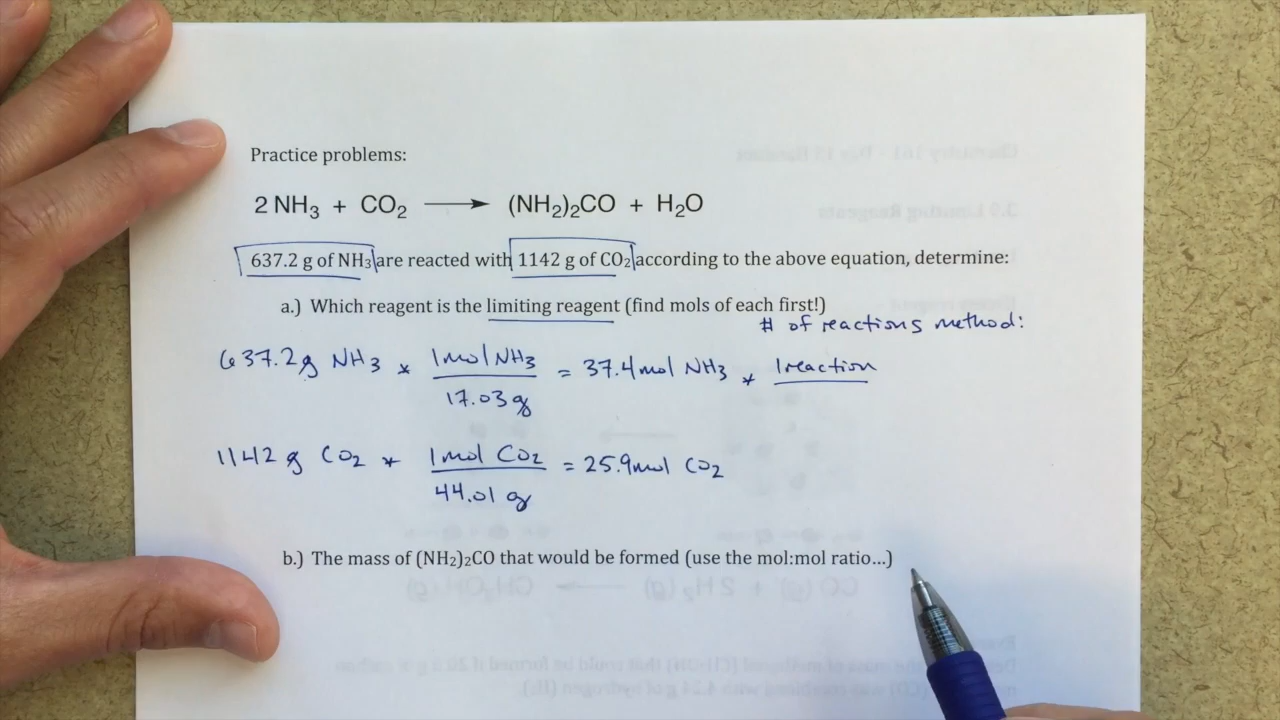 Practice problems:
2 NH₃ + CO₂ ⟶ (NH₂)₂CO + H₂O
637.2 g of NH₃ are reacted with 1142 g of CO₂ according to the above equation, determine:
a.) Which reagent is the limiting reagent (find mols of each first!)
# of reactions method:
637.2g NH₃ * 1mol NH₃ / 17.03g = 37.4mol NH₃ * 1 reaction
1142 g CO₂ * 1mol CO₂ / 44.01 g = 25.9mol CO₂
b.) The mass of (NH₂)₂CO that would be formed (use the mol:mol ratio...)